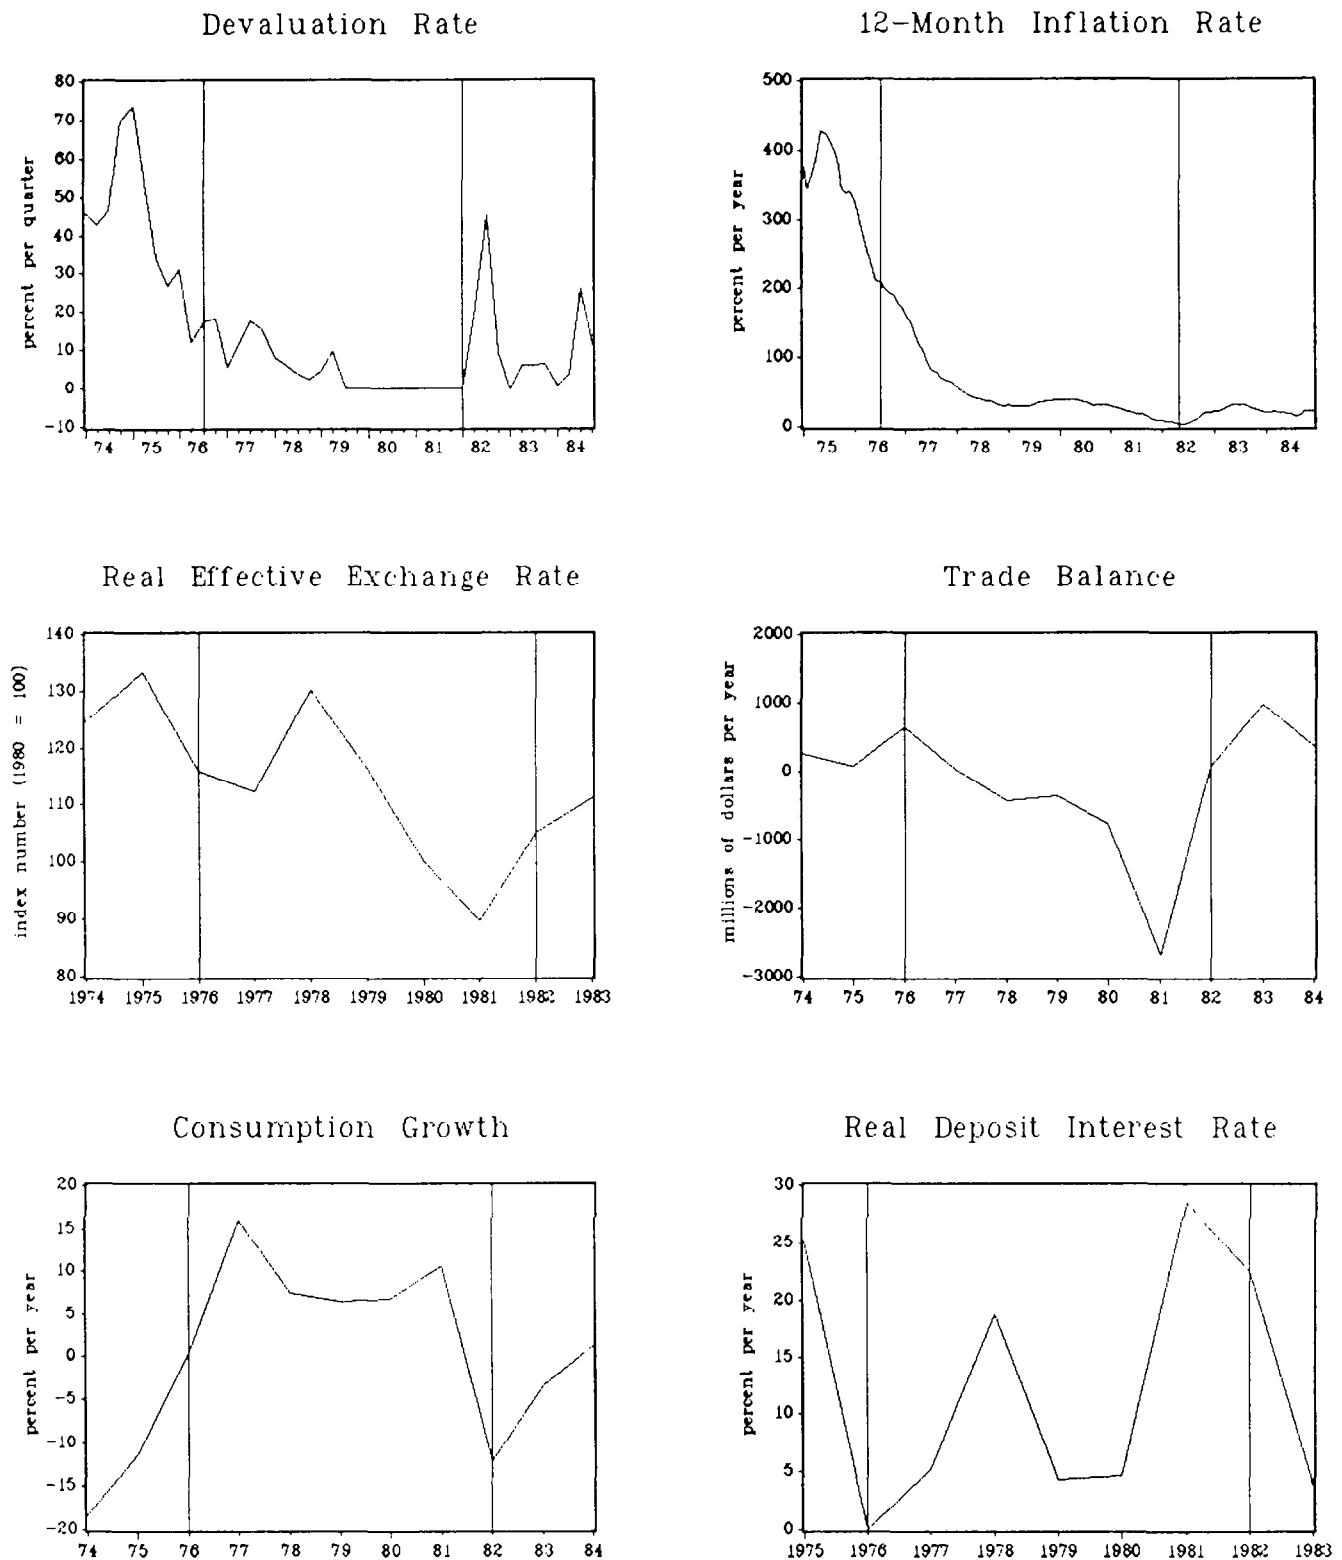 Devaluation Rate
percent per quarter
80
70
60
50
40
30
20
10
0
-10
74 75 76 77 78 79 80 81 82 83 84
12-Month Inflation Rate
percent per year
500
400
300
200
100
0
75 76 77 78 79 80 81 82 83 84
Real Effective Exchange Rate
index number (1980 = 100)
140
130
120
110
100
90
80
1974 1975 1976 1977 1978 1979 1980 1981 1982 1983
Trade Balance
millions of dollars per year
2000
1000
0
-1000
-2000
-3000
74 75 76 77 78 79 80 81 82 83 84
Consumption Growth
percent per year
20
15
10
5
0
-5
-10
-15
-20
74 75 76 77 78 79 80 81 82 83 84
Real Deposit Interest Rate
percent per year
30
25
20
15
10
5
0
1975 1976 1977 1978 1979 1980 1981 1982 1983